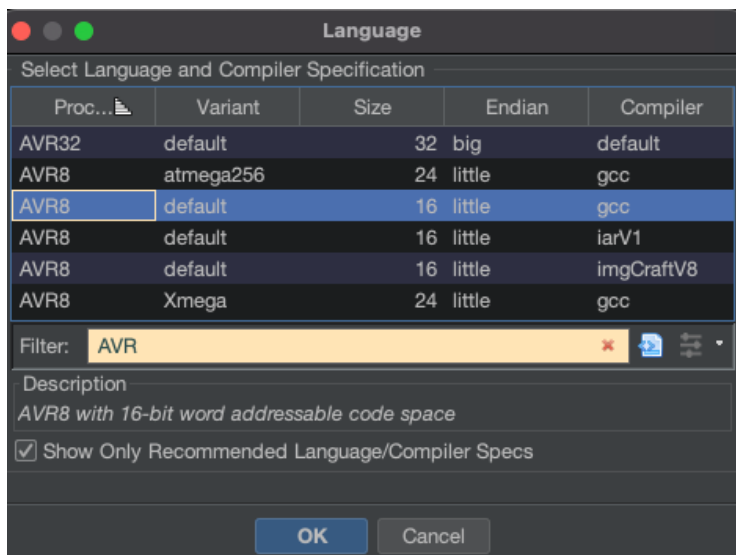 Language
Select Language and Compiler Specification
Proc... Variant Size Endian Compiler
AVR32 default 32 big default
AVR8 atmega256 24 little gcc
AVR8 default 16 little gcc
AVR8 default 16 little iarV1
AVR8 default 16 little imgCraftV8
AVR8 Xmega 24 little gcc
Filter: AVR
Description
AVR8 with 16-bit word addressable code space
Show Only Recommended Language/Compiler Specs
OK Cancel